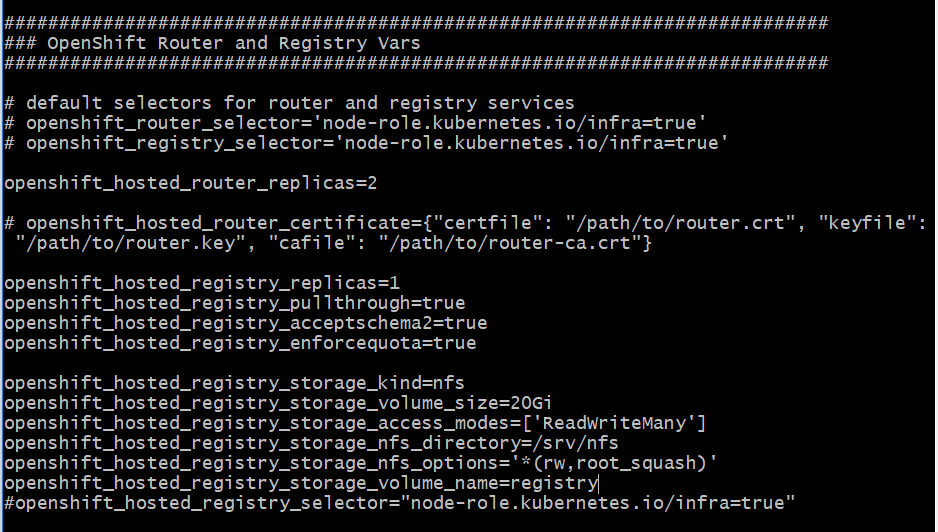 ###########################################################################
### OpenShift Router and Registry Vars
###########################################################################
# default selectors for router and registry services
# openshift_router_selector='node-role.kubernetes.io/infra=true'
# openshift_registry_selector='node-role.kubernetes.io/infra=true'
openshift_hosted_router_replicas=2
# openshift_hosted_router_certificate={"certfile": "/path/to/router.crt", "keyfile":
"/path/to/router.key", "cafile": "/path/to/router-ca.crt"}
openshift_hosted_registry_replicas=1
openshift_hosted_registry_pullthrough=true
openshift_hosted_registry_acceptschema2=true
openshift_hosted_registry_enforcequota=true
openshift_hosted_registry_storage_kind=nfs
openshift_hosted_registry_storage_volume_size=20Gi
openshift_hosted_registry_storage_access_modes=['ReadWriteMany']
openshift_hosted_registry_storage_nfs_directory=/srv/nfs
openshift_hosted_registry_storage_nfs_options='*(rw,root_squash)'
openshift_hosted_registry_storage_volume_name=registry
#openshift_hosted_registry_selector="node-role.kubernetes.io/infra=true"